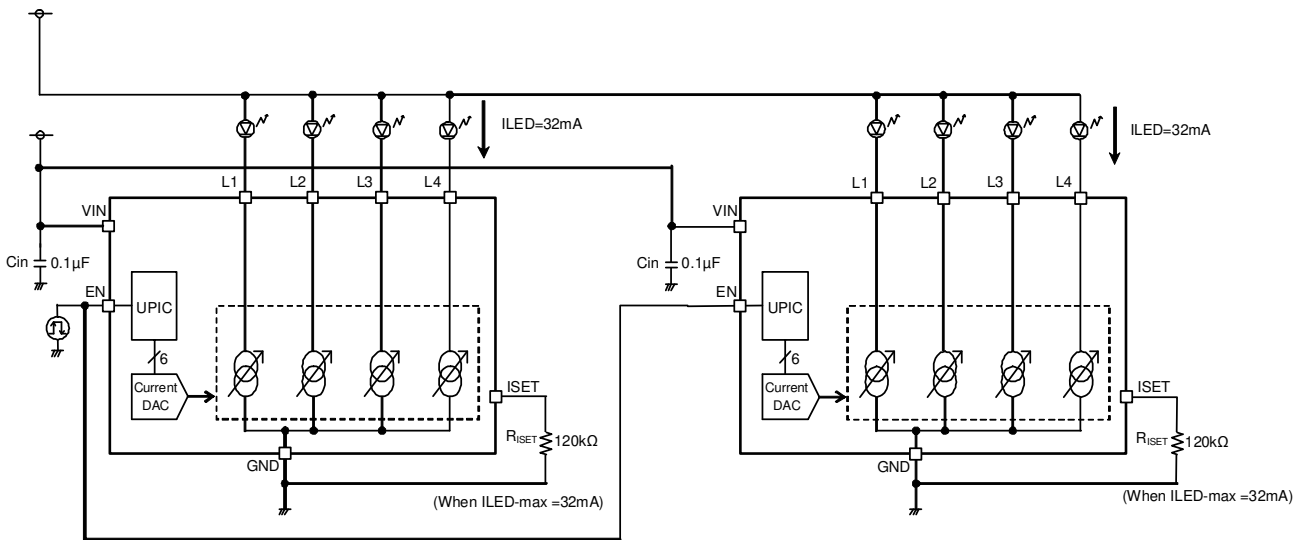 ILED=32mA
ILED=32mA
L1 L2 L3 L4
L1 L2 L3 L4
VIN
VIN
Cin 0.1μF
Cin 0.1μF
EN
EN
UPIC
UPIC
6
6
Current
DAC
Current
DAC
ISET
ISET
RISET 120kΩ
RISET 120kΩ
GND
GND
(When ILED-max =32mA)
(When ILED-max =32mA)